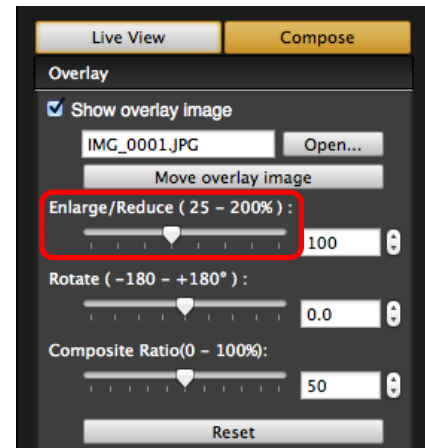 Live View Compose
Overlay
Show overlay image
IMG_0001.JPG Open...
Move overlay image
Enlarge/Reduce ( 25 – 200% ) :
100
Rotate ( –180 – +180° ) :
0.0
Composite Ratio(0 – 100%):
50
Reset